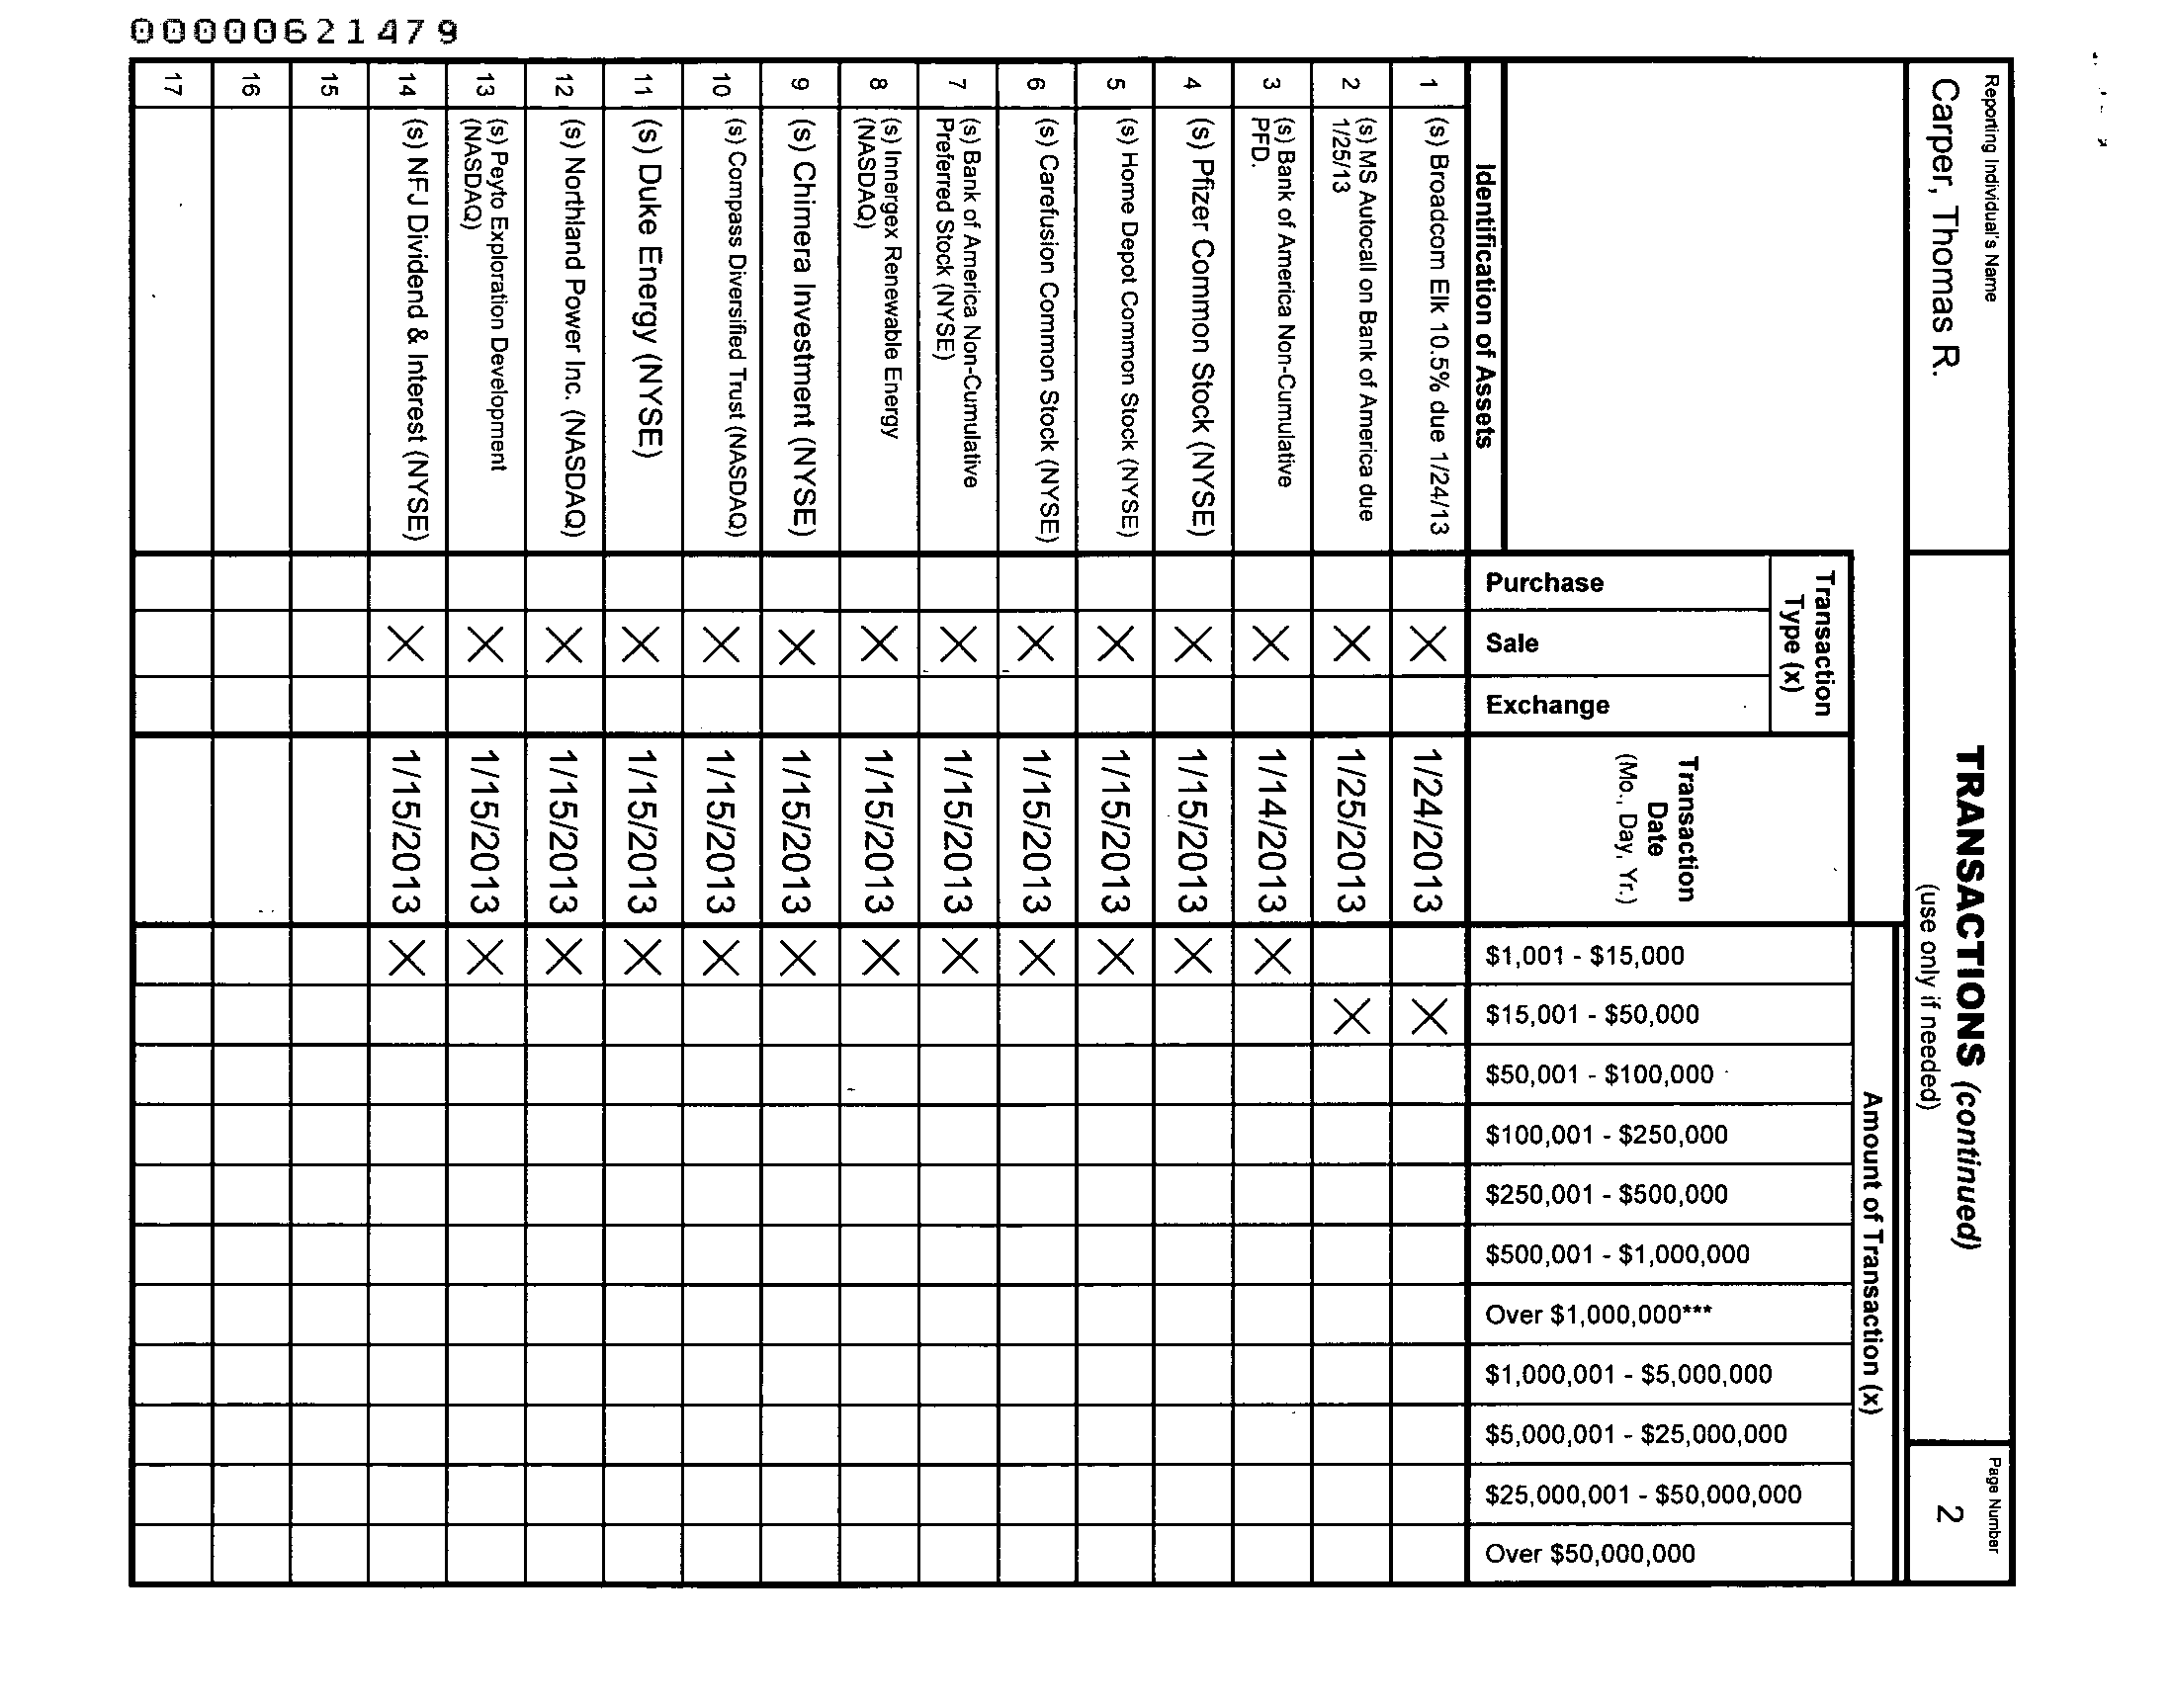 00000621479
Reporting Individual's Name
Carper, Thomas R.
TRANSACTIONS (continued)
(use only if needed)
Page Number
2
Identification of Assets
Transaction
Type (x)
Purchase
Sale
Exchange
Transaction
Date
(Mo., Day, Yr.)
Amount of Transaction (x)
$1,001 - $15,000
$15,001 - $50,000
$50,001 - $100,000
$100,001 - $250,000
$250,001 - $500,000
$500,001 - $1,000,000
Over $1,000,000***
$1,000,001 - $5,000,000
$5,000,001 - $25,000,000
$25,000,001 - $50,000,000
Over $50,000,000
1 (s) Broadcom Elk 10.5% due 1/24/13 X 1/24/2013 X
2 (s) MS Autocall on Bank of America due
1/25/13 X 1/25/2013 X
3 (s) Bank of America Non-Cumulative
PFD. X 1/14/2013 X
4 (s) Pfizer Common Stock (NYSE) X 1/15/2013 X
5 (s) Home Depot Common Stock (NYSE) X 1/15/2013 X
6 (s) Carefusion Common Stock (NYSE) X 1/15/2013 X
7 (s) Bank of America Non-Cumulative
Preferred Stock (NYSE) X 1/15/2013 X
8 (s) Innergex Renewable Energy
(NASDAQ) X 1/15/2013 X
9 (s) Chimera Investment (NYSE) X 1/15/2013 X
10 (s) Compass Diversified Trust (NASDAQ) X 1/15/2013 X
11 (s) Duke Energy (NYSE) X 1/15/2013 X
12 (s) Northland Power Inc. (NASDAQ) X 1/15/2013 X
13 (s) Peyto Exploration Development
(NASDAQ) X 1/15/2013 X
14 (s) NFJ Dividend & Interest (NYSE) X 1/15/2013 X
15
16
17